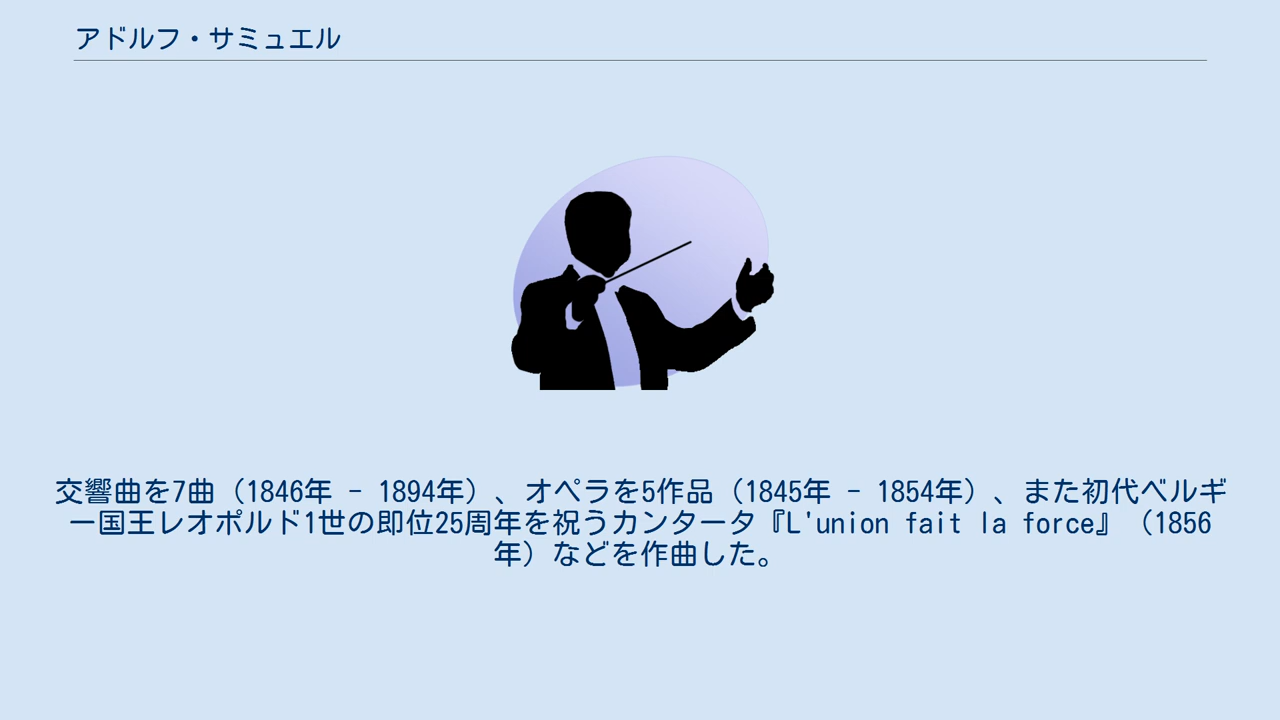 アドルフ・サミュエル
交響曲を7曲（1846年 - 1894年）、オペラを5作品（1845年 - 1854年）、また初代ベルギ
ー国王レオポルド1世の即位25周年を祝うカンタータ『L'union fait la force』（1856
年）などを作曲した。